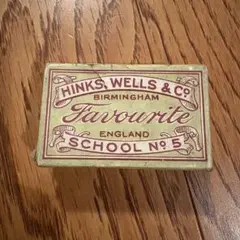 HINKS, WELLS & Co
BIRMINGHAM
Favourite
ENGLAND
SCHOOL No 5